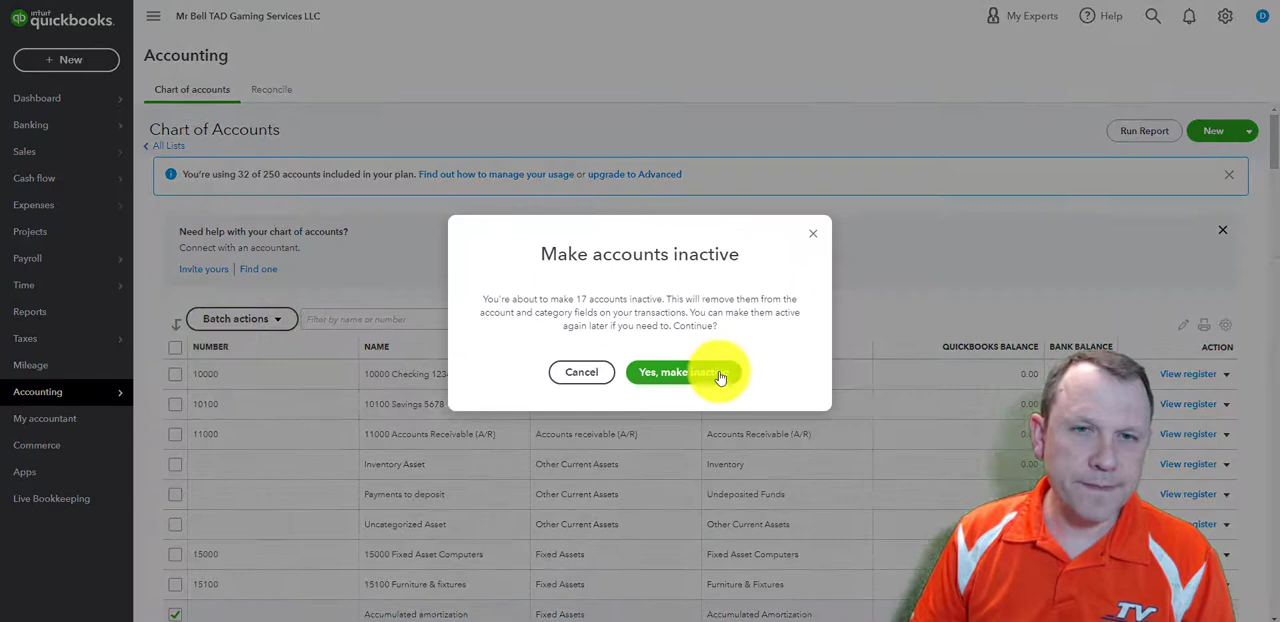 intuit
quickbooks.
Mr Bell TAD Gaming Services LLC
My Experts
Help
D
+ New
Accounting
Dashboard
Banking
Sales
Cash flow
Expenses
Projects
Payroll
Time
Reports
Taxes
Mileage
Accounting
My accountant
Commerce
Apps
Live Bookkeeping
Chart of accounts
Reconcile
Chart of Accounts
All Lists
Run Report
New
You're using 32 of 250 accounts included in your plan. Find out how to manage your usage or upgrade to Advanced
Need help with your chart of accounts?
Connect with an accountant.
Invite yours | Find one
Make accounts inactive
You're about to make 17 accounts inactive. This will remove them from the
account and category fields on your transactions. You can make them active
again later if you need to. Continue?
Cancel
Yes, make inactive
Batch actions
Filter by name or number
NUMBER NAME QUICKBOOKS BALANCE BANK BALANCE ACTION
10000 10000 Checking 1234 0.00 View register
10100 10100 Savings 5678 0.00 View register
11000 11000 Accounts Receivable (A/R) Accounts receivable (A/R) Accounts Receivable (A/R) View register
Inventory Asset Other Current Assets Inventory 0.00 View register
Payments to deposit Other Current Assets Undeposited Funds View register
Uncategorized Asset Other Current Assets Other Current Assets register
15000 15000 Fixed Asset Computers Fixed Assets Fixed Asset Computers
15100 15100 Furniture & fixtures Fixed Assets Furniture & Fixtures
Accumulated amortization Fixed Assets Accumulated Amortization
TV